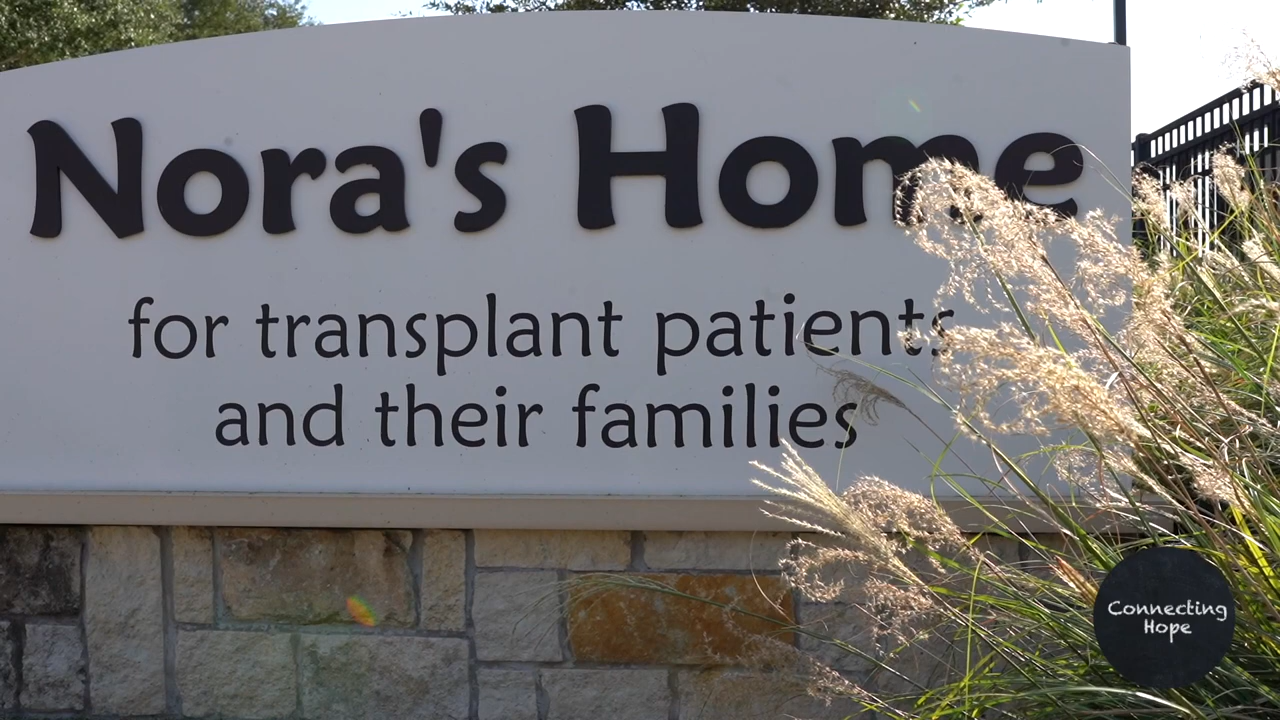 Nora's Home
for transplant patients
and their families
Connecting
Hope